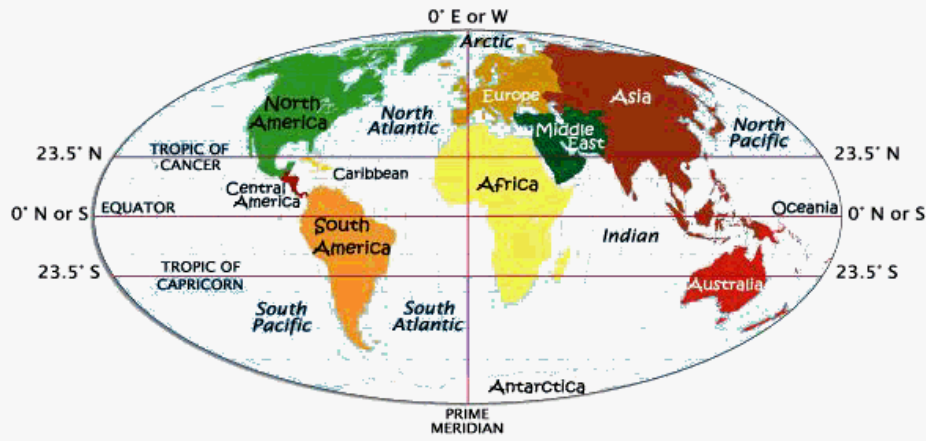 0° E or W
Arctic
North
America
North
Atlantic
Europe
Asia
Middle
East
North
Pacific
23.5° N
TROPIC OF
CANCER
23.5° N
Caribbean
Central
America
Africa
0° N or S
EQUATOR
Oceania
0° N or S
South
America
Indian
23.5° S
TROPIC OF
CAPRICORN
Australia
23.5° S
South
Pacific
South
Atlantic
Antarctica
PRIME
MERIDIAN